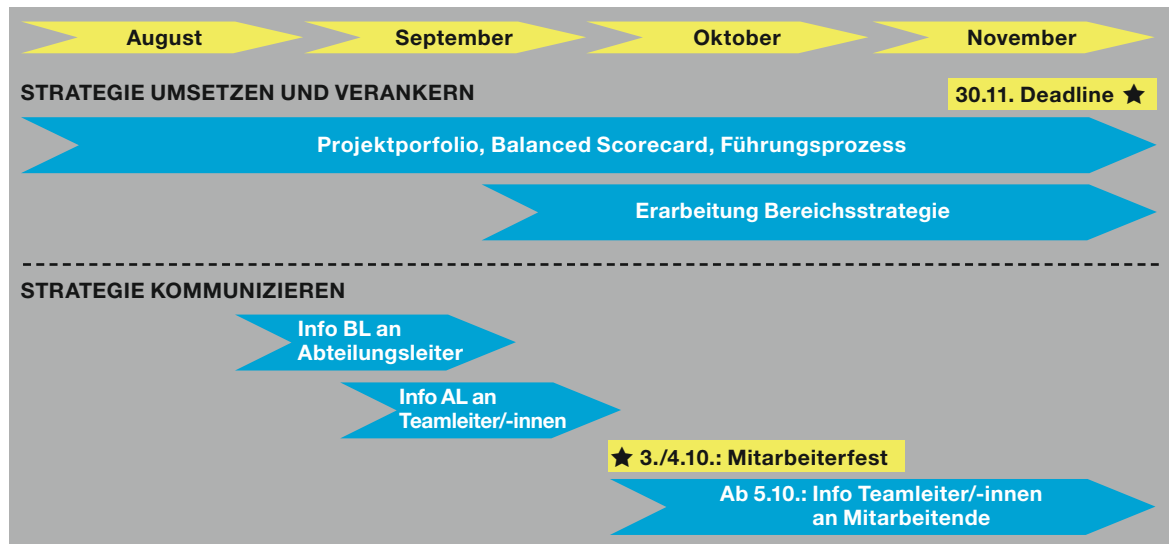 August September Oktober November
STRATEGIE UMSETZEN UND VERANKERN
30.11. Deadline ★
Projektporfolio, Balanced Scorecard, Führungsprozess
Erarbeitung Bereichsstrategie
STRATEGIE KOMMUNIZIEREN
Info BL an
Abteilungsleiter
Info AL an
Teamleiter/-innen
★ 3./4.10.: Mitarbeiterfest
Ab 5.10.: Info Teamleiter/-innen
an Mitarbeitende